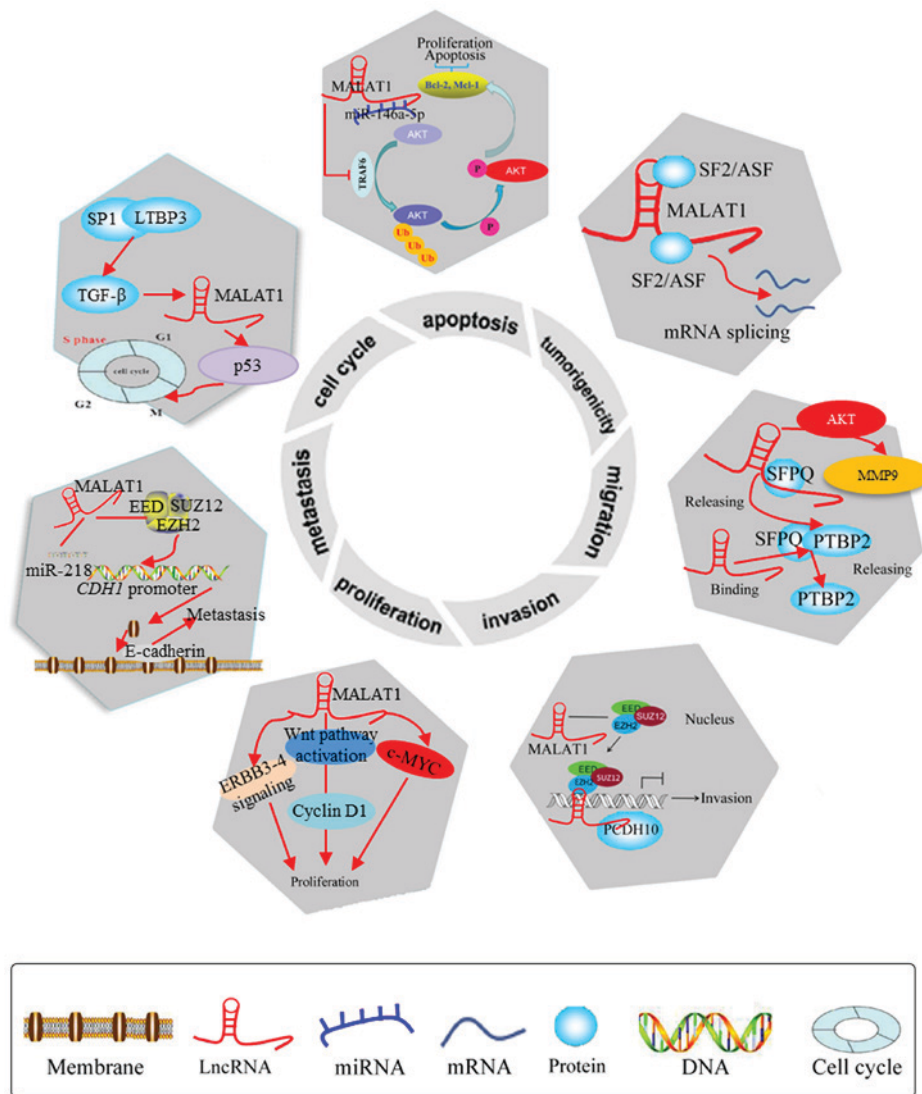 Proliferation
Apoptosis
MALAT1
Bcl-2, Mcl-1
miR-146a-5p
AKT
TRAF6
P
AKT
AKT
P
Ub
Ub
Ub
SF2/ASF
MALAT1
SF2/ASF
mRNA splicing
SP1
LTBP3
TGF-β
MALAT1
p53
S phase
G1
cell cycle
G2
M
apoptosis
tumorigenicity
migration
invasion
proliferation
metastasis
cell cycle
AKT
MMP9
SFPQ
Releasing
SFPQ
PTBP2
Releasing
Binding
PTBP2
MALAT1
EED
SUZ12
EZH2
miR-218
CDH1 promoter
Metastasis
E-cadherin
MALAT1
Wnt pathway
activation
c-MYC
ERBB3-4
signaling
Cyclin D1
Proliferation
EED
SUZ12
EZH2
Nucleus
MALAT1
EED
SUZ12
EZH2
Invasion
PCDH10
Membrane
LncRNA
miRNA
mRNA
Protein
DNA
Cell cycle